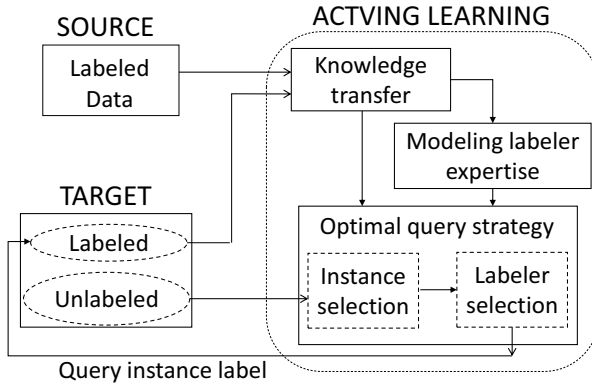 SOURCE
Labeled
Data
ACTVING LEARNING
Knowledge
transfer
Modeling labeler
expertise
TARGET
Labeled
Unlabeled
Optimal query strategy
Instance
selection
Labeler
selection
Query instance label